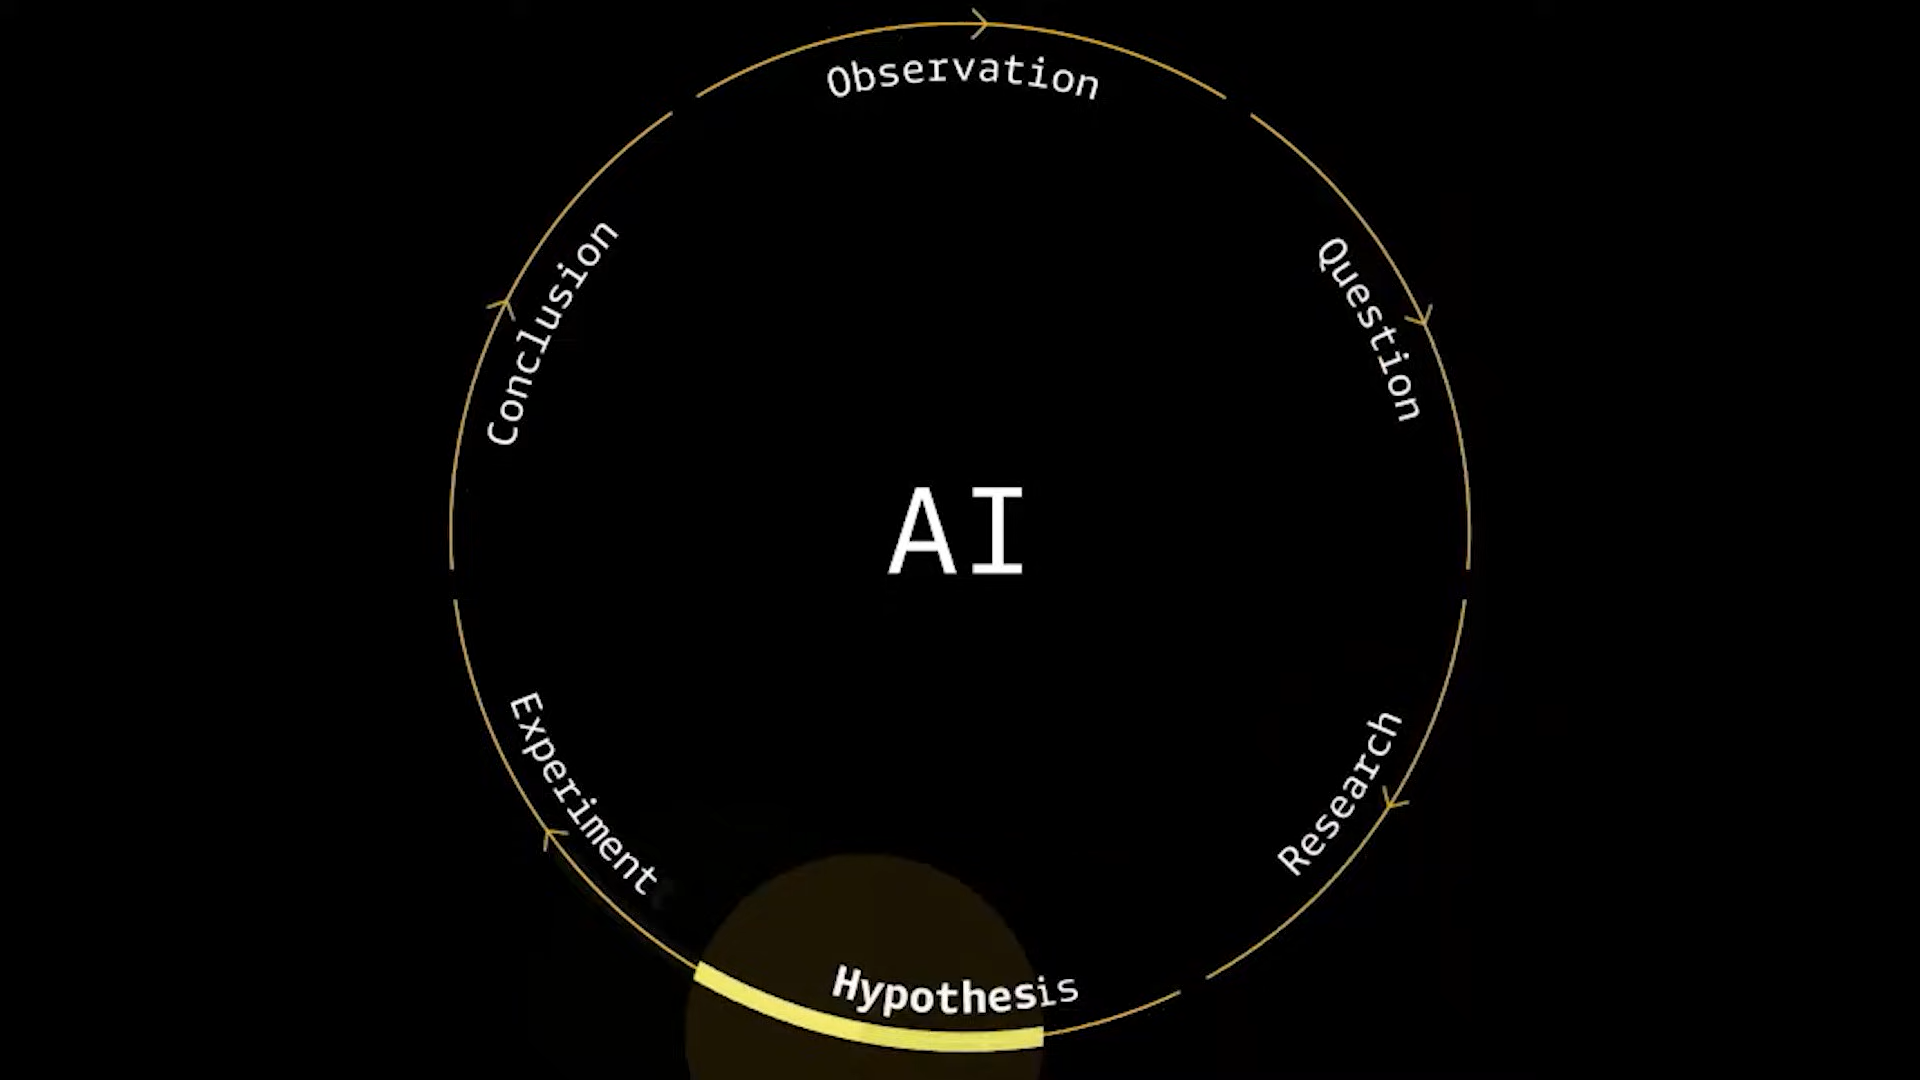 Observation
Question
Research
Hypothesis
Experiment
Conclusion
AI